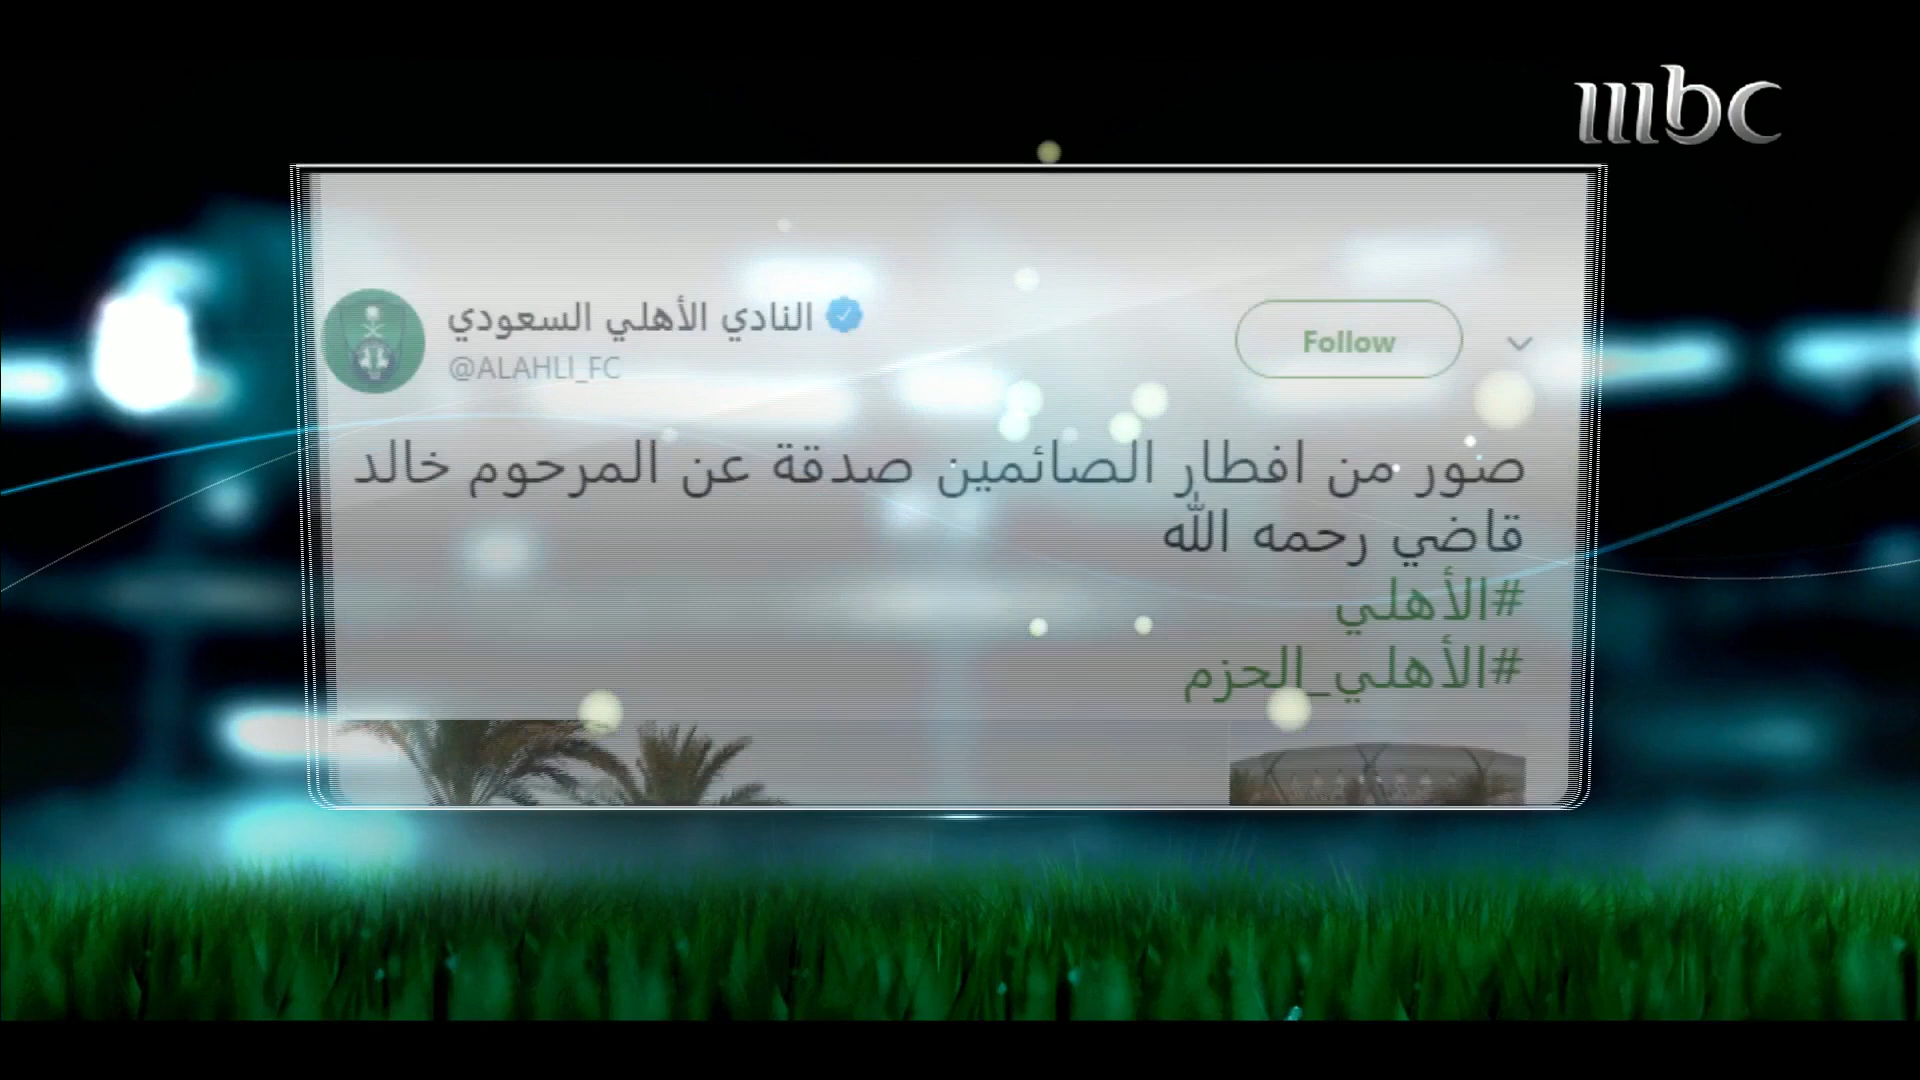 mbc
النادي الأهلي السعودي
@ALAHLI_FC
Follow
صور من افطار الصائمين صدقة عن المرحوم خالد
قاضي رحمه الله
#الأهلي
#الأهلي_الحزم